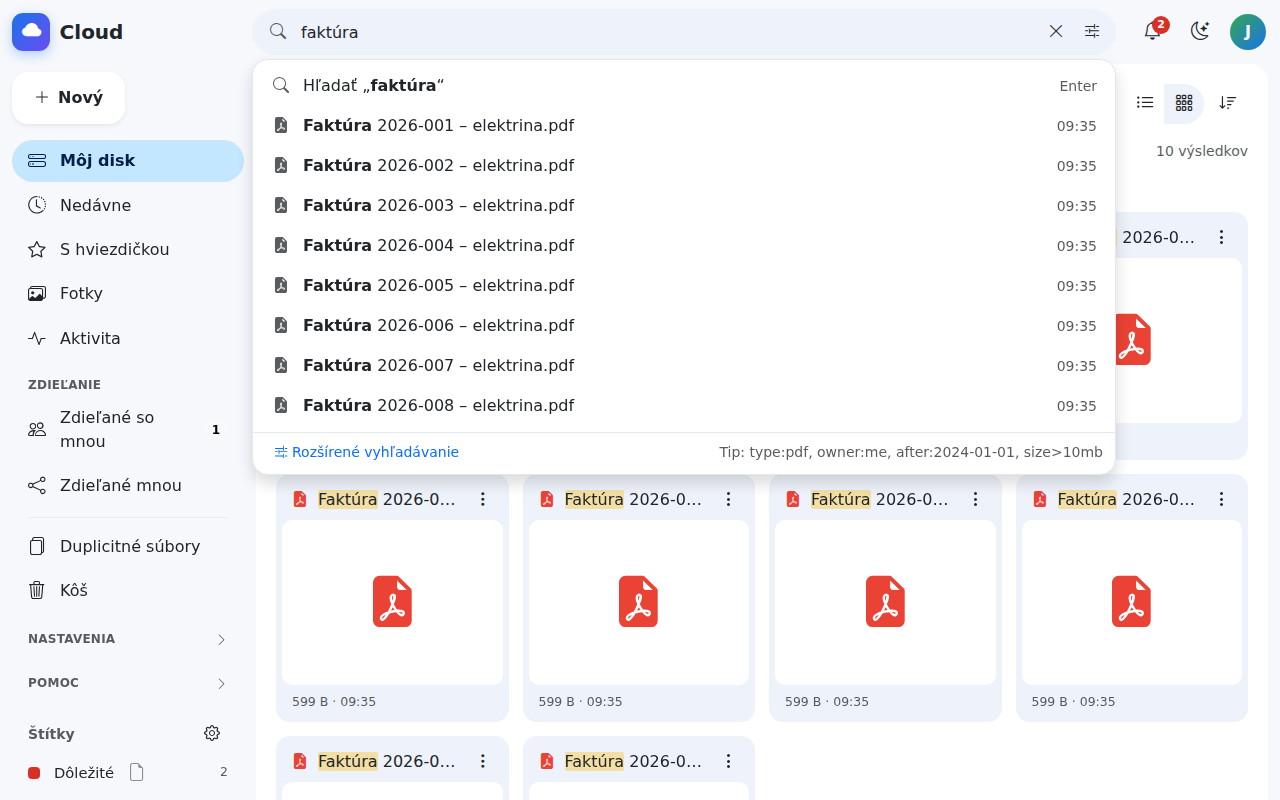 Cloud
faktúra
2
J
Nový
Hľadať „faktúra“
Enter
Faktúra 2026-001 – elektrina.pdf
09:35
Faktúra 2026-002 – elektrina.pdf
09:35
Faktúra 2026-003 – elektrina.pdf
09:35
Faktúra 2026-004 – elektrina.pdf
09:35
Faktúra 2026-005 – elektrina.pdf
09:35
Faktúra 2026-006 – elektrina.pdf
09:35
Faktúra 2026-007 – elektrina.pdf
09:35
Faktúra 2026-008 – elektrina.pdf
09:35
Rozšírené vyhľadávanie
Tip: type:pdf, owner:me, after:2024-01-01, size>10mb
Môj disk
Nedávne
S hviezdičkou
Fotky
Aktivita
ZDIEĽANIE
Zdieľané so
mnou
1
Zdieľané mnou
Duplicitné súbory
Kôš
NASTAVENIA
POMOC
Štítky
Dôležité
2
10 výsledkov
2026-0...
Faktúra 2026-0...
Faktúra 2026-0...
Faktúra 2026-0...
Faktúra 2026-0...
599 B · 09:35
599 B · 09:35
599 B · 09:35
599 B · 09:35
Faktúra 2026-0...
Faktúra 2026-0...